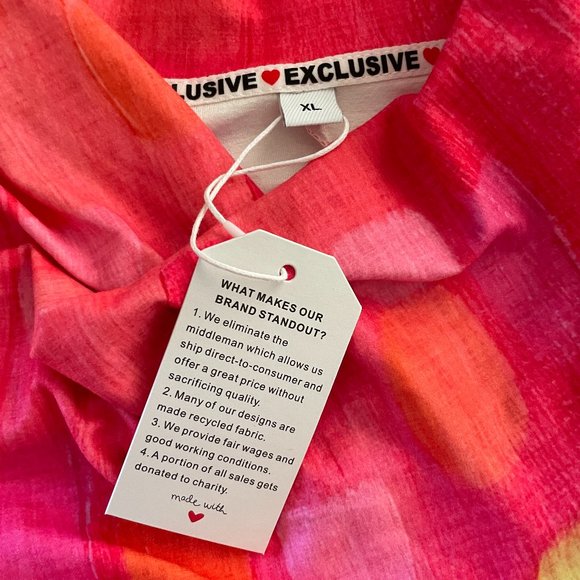 LUSIVE ❤ EXCLUSIVE ❤
XL
WHAT MAKES OUR
BRAND STANDOUT?
1. We eliminate the
middleman which allows us
ship direct-to-consumer and
offer a great price without
sacrificing quality.
2. Many of our designs are
made recycled fabric.
3. We provide fair wages and
good working conditions.
4. A portion of all sales gets
donated to charity.
made with
❤